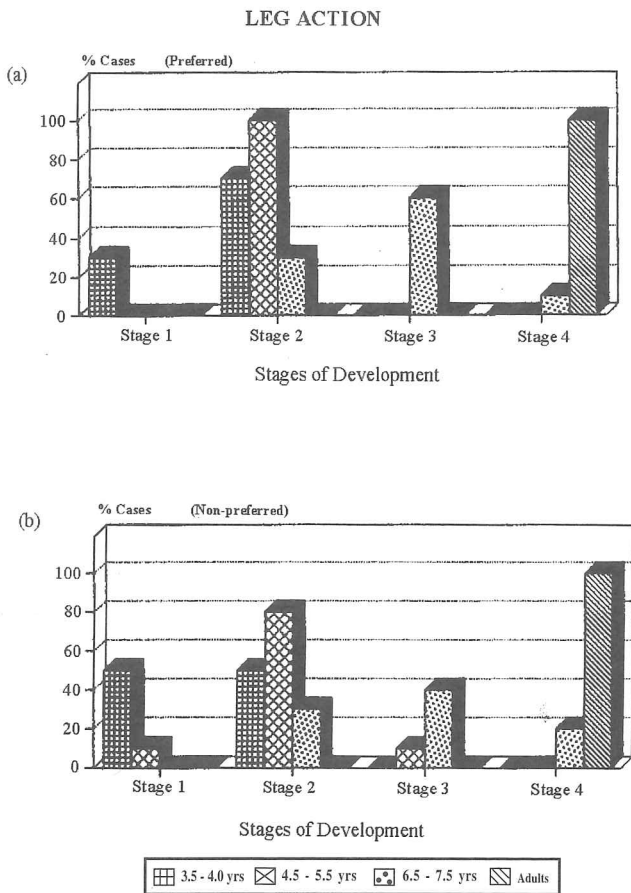 LEG ACTION
(a)
% Cases (Preferred)
100
80
60
40
20
0
Stage 1 Stage 2 Stage 3 Stage 4
Stages of Development
(b)
% Cases (Non-preferred)
100
80
60
40
20
0
Stage 1 Stage 2 Stage 3 Stage 4
Stages of Development
3.5 - 4.0 yrs 4.5 - 5.5 yrs 6.5 - 7.5 yrs Adults